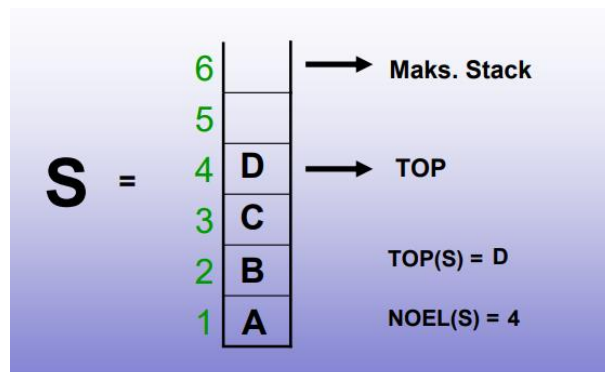 6 Maks. Stack
5
S = 4 D TOP
3 C
2 B TOP(S) = D
1 A NOEL(S) = 4